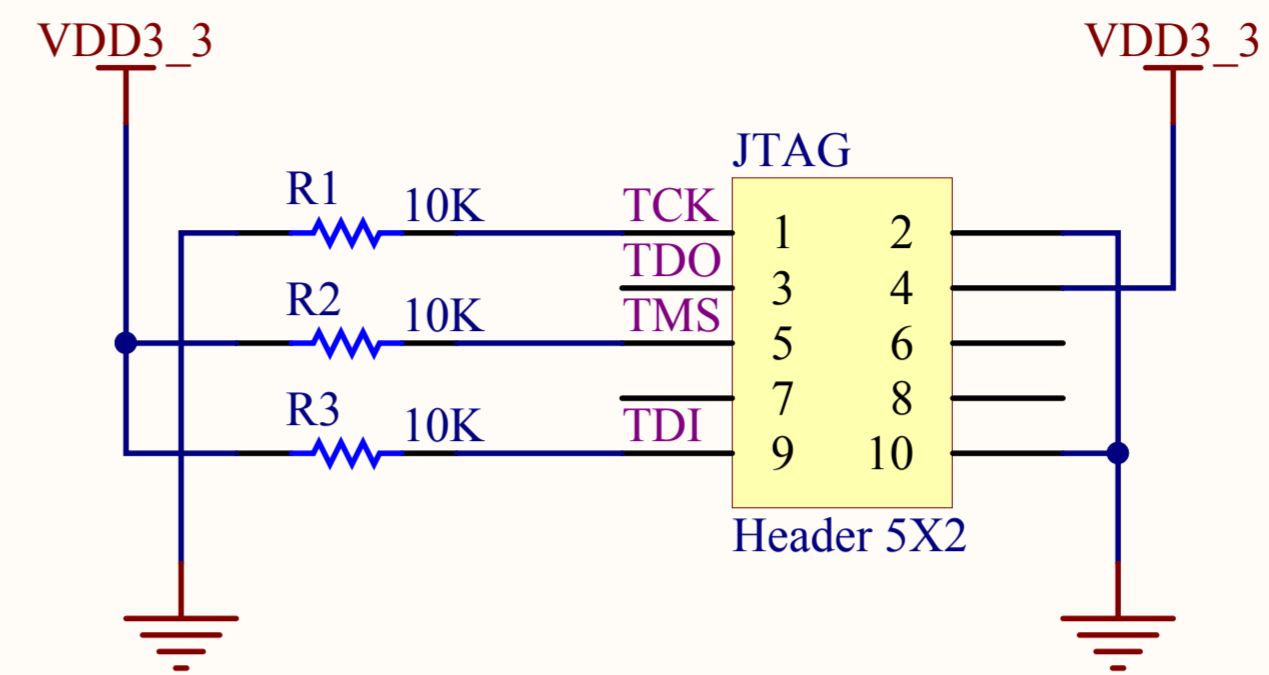 VDD3_3
VDD3_3
JTAG
R1 10K TCK 1 2
TDO 3 4
R2 10K TMS 5 6
7 8
R3 10K TDI 9 10
Header 5X2